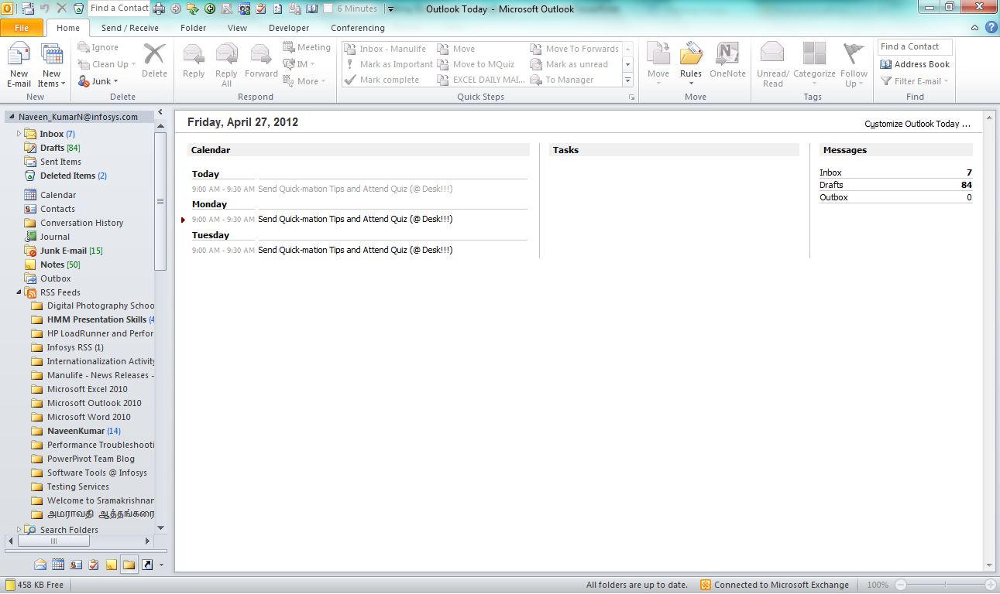 Find a Contact
6 Minutes
Outlook Today - Microsoft Outlook
File
Home
Send / Receive
Folder
View
Developer
Conferencing
New
E-mail
New
Items
New
Ignore
Clean Up
Junk
Delete
Delete
Reply
Reply
All
Forward
Meeting
IM
More
Respond
Inbox - Manulife
Mark as Important
Mark complete
Move
Move to MQuiz
EXCEL DAILY MAI...
Move To Forwards
Mark as unread
To Manager
Quick Steps
Move
Rules
OneNote
Move
Unread/
Read
Categorize
Follow
Up
Tags
Find a Contact
Address Book
Filter E-mail
Find
Naveen_KumarN@infosys.com
Inbox (7)
Drafts [84]
Sent Items
Deleted Items (2)
Calendar
Contacts
Conversation History
Journal
Junk E-mail [15]
Notes [50]
Outbox
RSS Feeds
Digital Photography Schoo
HMM Presentation Skills (4
HP LoadRunner and Perfor
Infosys RSS (1)
Internationalization Activity
Manulife - News Releases -
Microsoft Excel 2010
Microsoft Outlook 2010
Microsoft Word 2010
NaveenKumar (14)
Performance Troubleshooti
PowerPivot Team Blog
Software Tools @ Infosys
Testing Services
Welcome to Sramakrishnan
அமராவதி ஆத்தங்கரை
Search Folders
Friday, April 27, 2012
Customize Outlook Today ...
Calendar
Today
9:00 AM - 9:30 AM Send Quick-mation Tips and Attend Quiz (@ Desk!!!)
Monday
9:00 AM - 9:30 AM Send Quick-mation Tips and Attend Quiz (@ Desk!!!)
Tuesday
9:00 AM - 9:30 AM Send Quick-mation Tips and Attend Quiz (@ Desk!!!)
Tasks
Messages
Inbox 7
Drafts 84
Outbox 0
458 KB Free
All folders are up to date.
Connected to Microsoft Exchange
100%